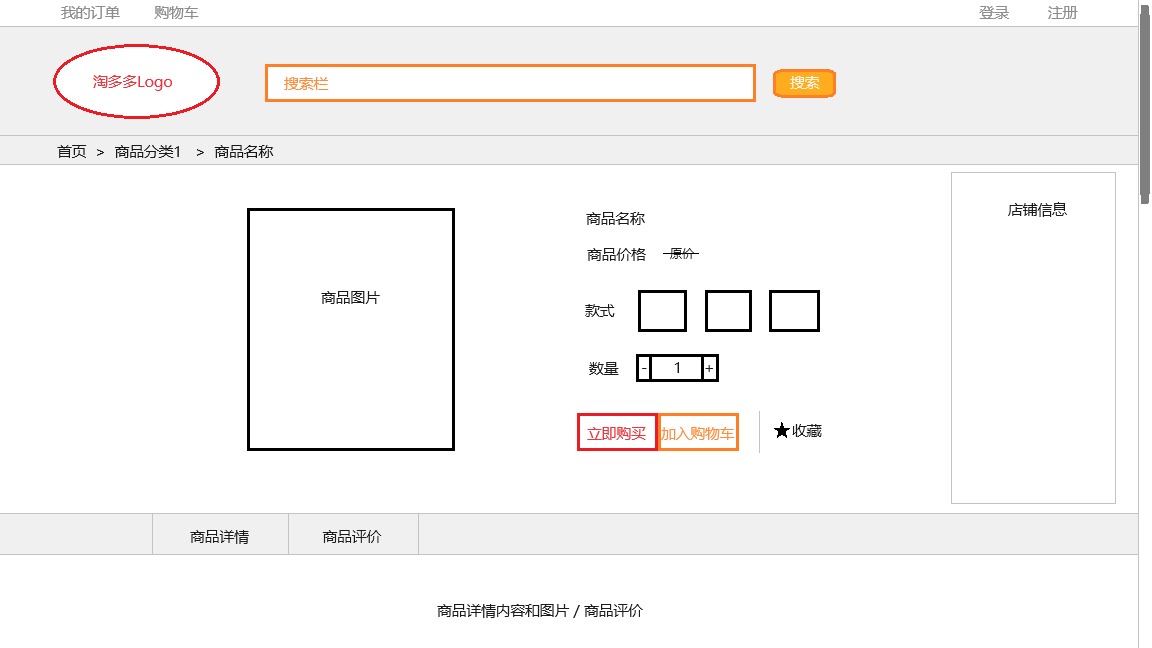 我的订单 购物车 登录 注册
淘多多Logo 搜索栏 搜索
首页 > 商品分类1 > 商品名称
店铺信息
商品名称
商品价格 原价
商品图片
款式
数量 - 1 +
立即购买 加入购物车 ★收藏
商品详情 商品评价
商品详情内容和图片 / 商品评价